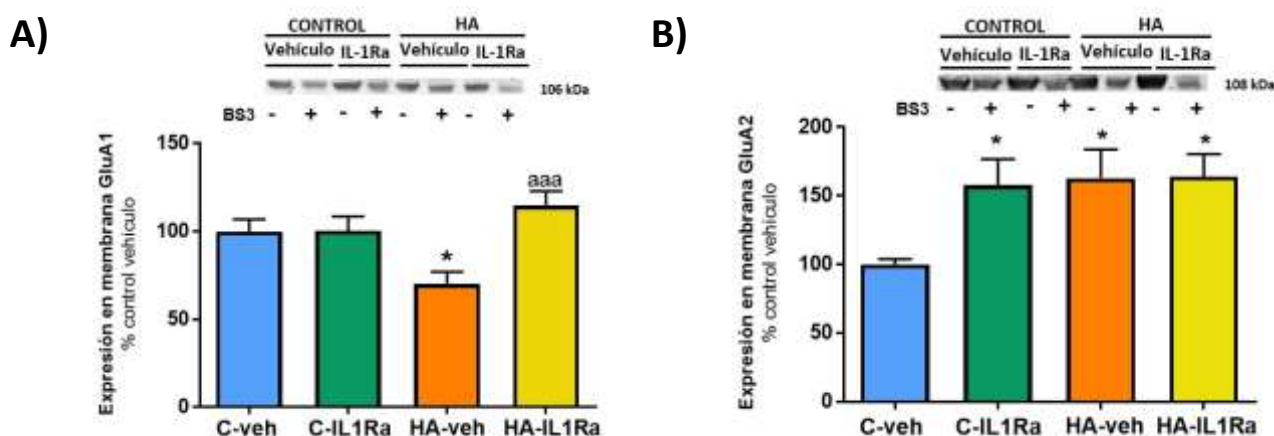 A)
CONTROL HA
Vehículo IL-1Ra Vehículo IL-1Ra
106 kDa
BS3 - + - + - + - +
Expresión en membrana GluA1
% control vehículo
150
100
50
0
*
aaa
C-veh C-IL1Ra HA-veh HA-IL1Ra
B)
CONTROL HA
Vehículo IL-1Ra Vehículo IL-1Ra
108 kDa
BS3 - + - + - + - +
Expresión en membrana GluA2
% control vehículo
200
150
100
50
0
* * *
C-veh C-IL1Ra HA-veh HA-IL1Ra